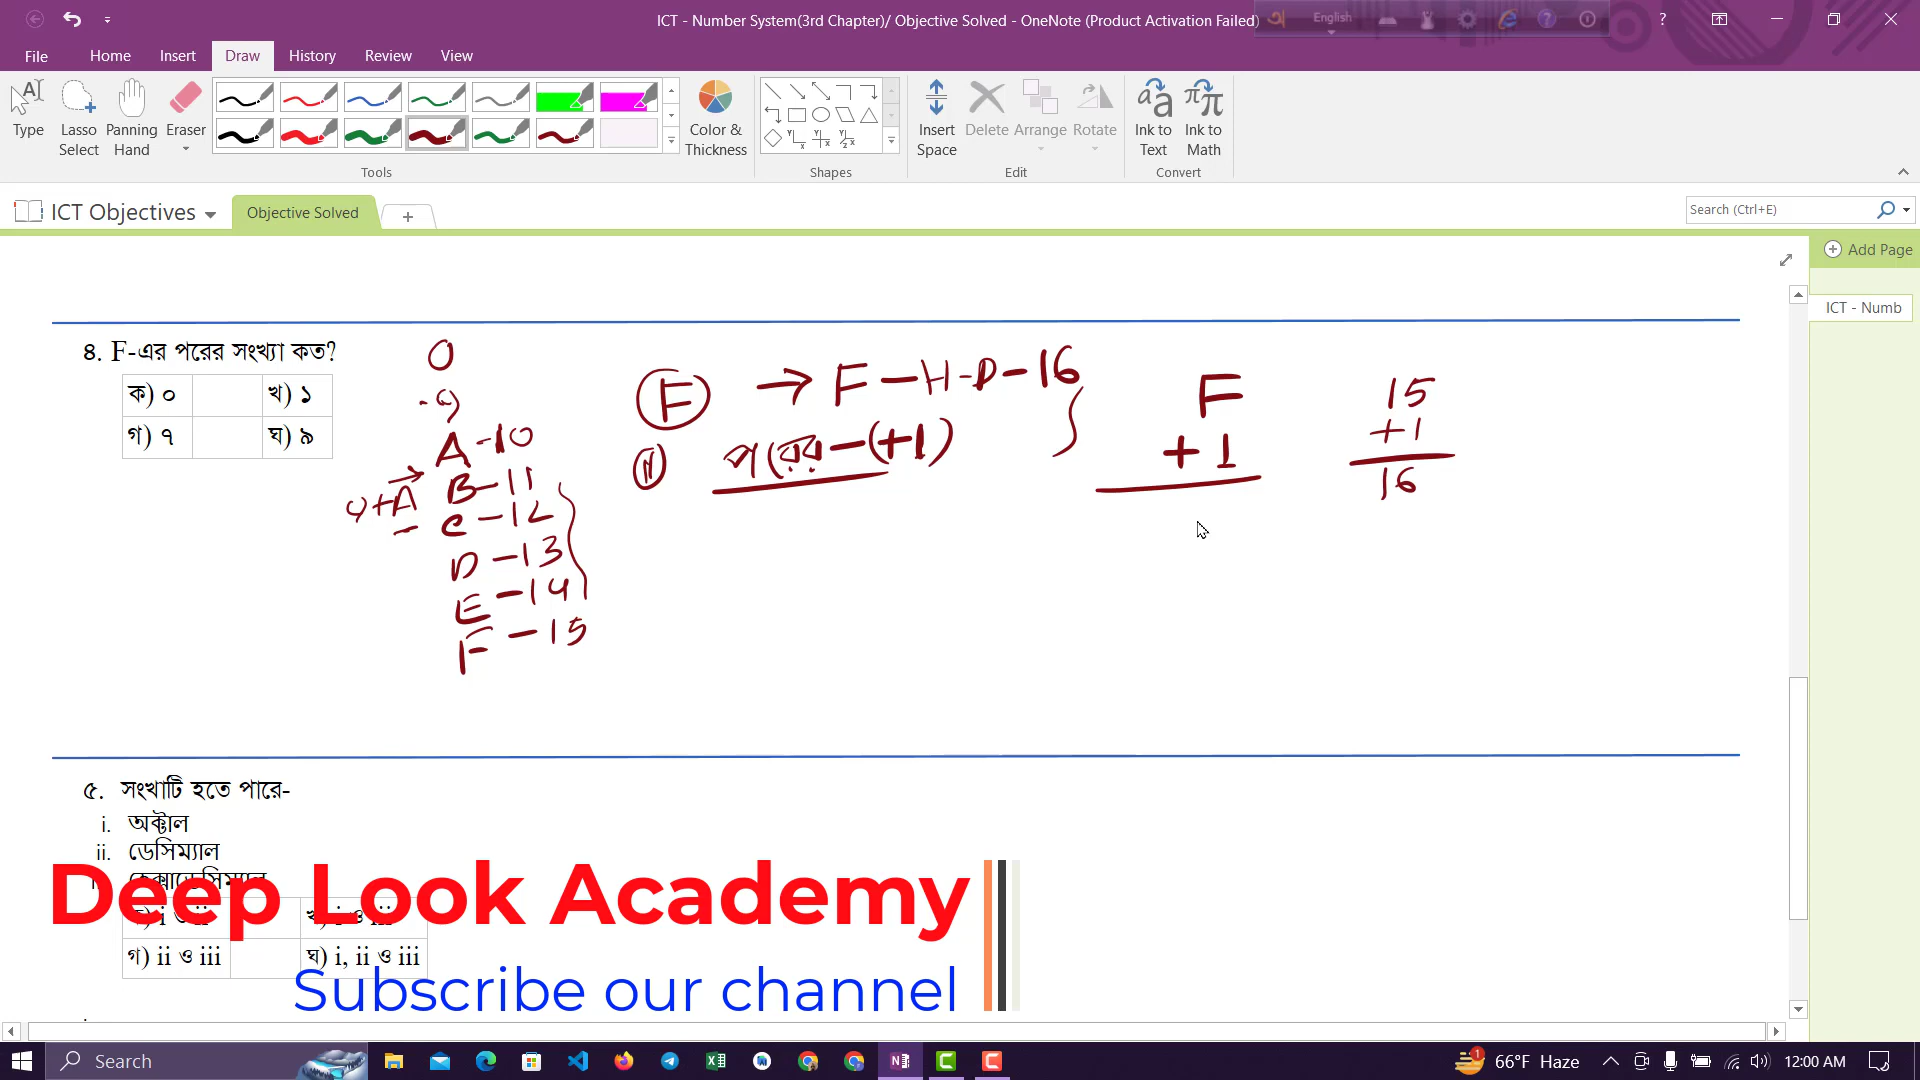 ICT - Number System(3rd Chapter)/ Objective Solved - OneNote (Product Activation Failed)
English
File Home Insert Draw History Review View
Type
Lasso Select
Panning Hand
Eraser
Color & Thickness
Insert Space
Delete
Arrange
Rotate
Ink to Text
Ink to Math
Tools
Shapes
Edit
Convert
ICT Objectives
Objective Solved
Search (Ctrl+E)
Add Page
ICT - Numb
৪. F-এর পরের সংখ্যা কত?
ক) ০ খ) ১
গ) ৭ ঘ) ৯
0
A -10
B - 11
C - 12
D - 13
E - 14
F - 15
F → F - H-D-16
পরের - (+1)
F
+ 1
15
+ 1
16
৫. সংখাটি হতে পারে-
i. অক্টাল
ii. ডেসিম্যাল
হেক্সাডেসিম্যাল
Deep Look Academy
গ) ii ও iii ঘ) i, ii ও iii
Subscribe our channel
Search
66°F Haze
12:00 AM